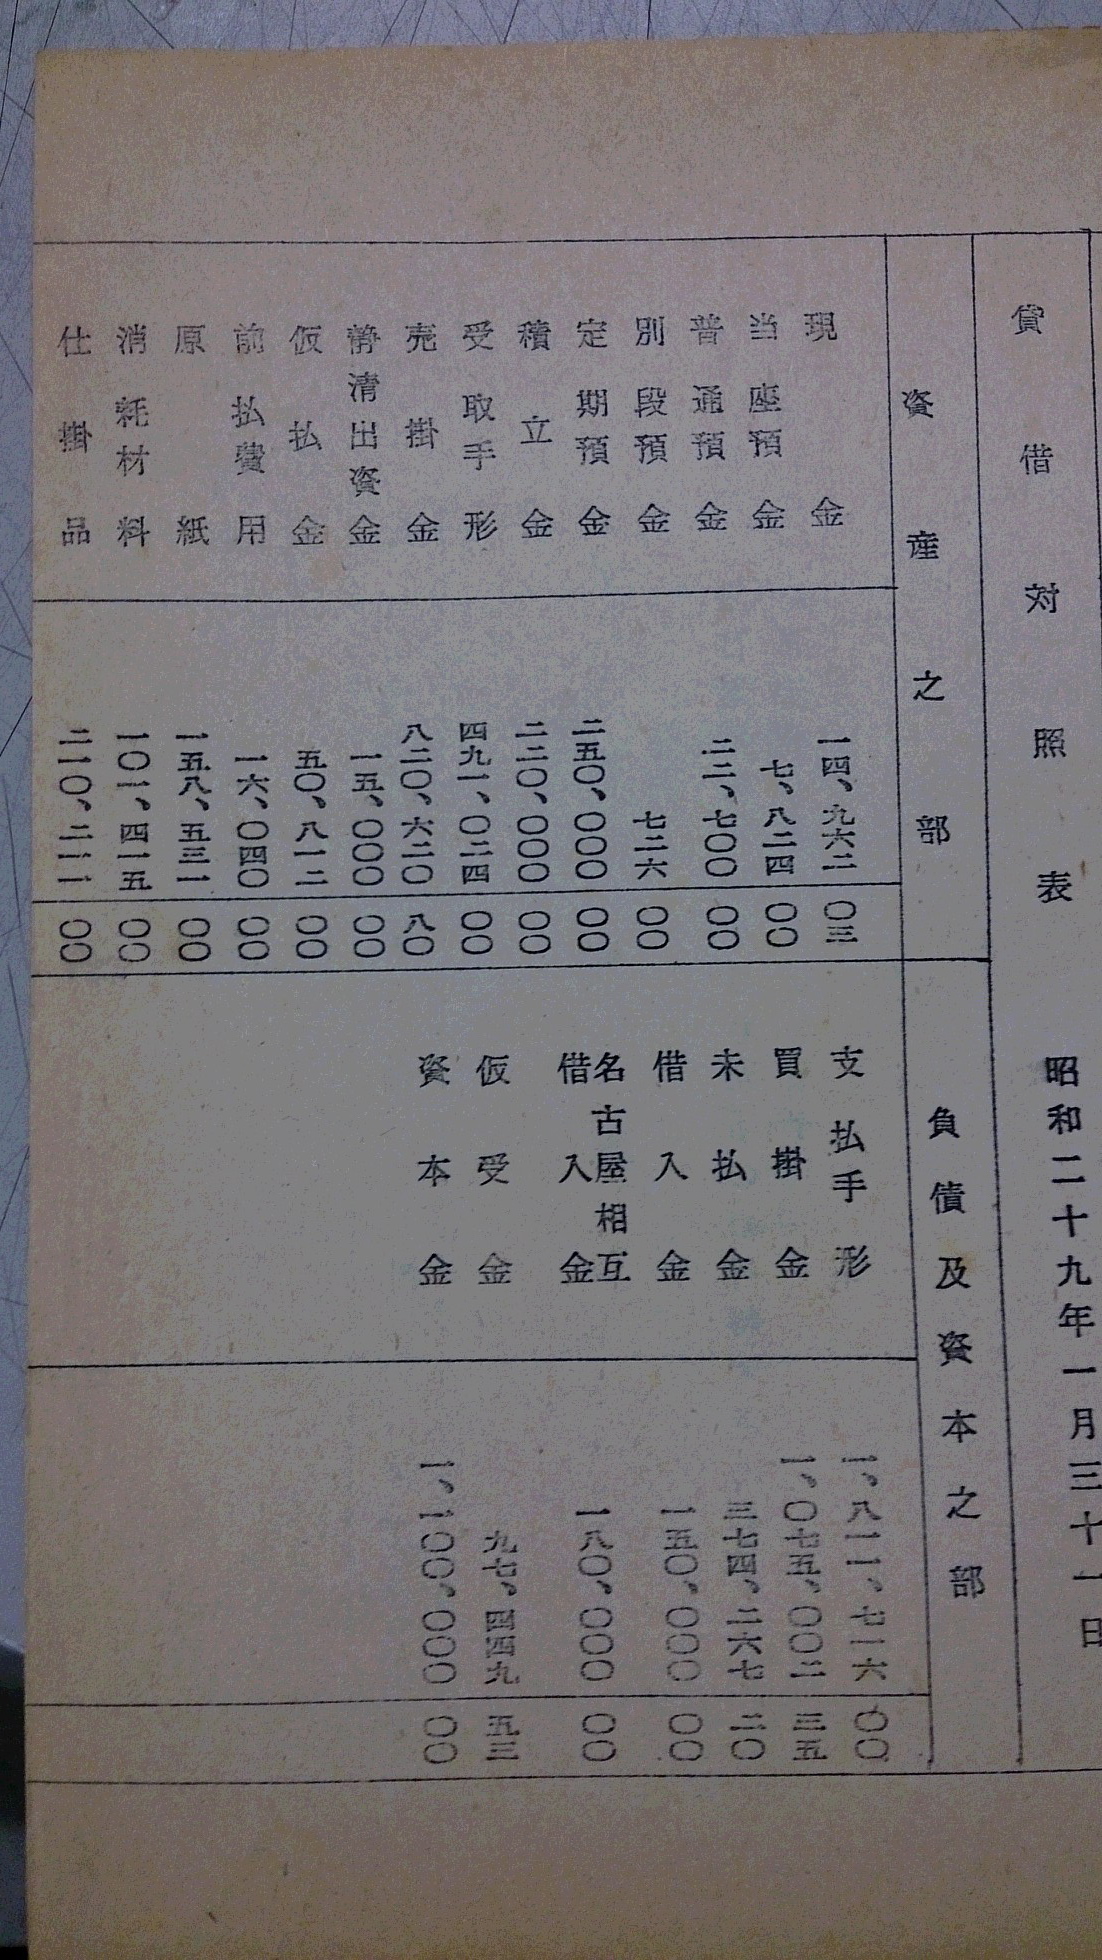 貸借対照表 昭和二十九年一月三十一日
資産之部
現金 一四、九六二 〇三
当座預金 七、八二四 〇〇
普通預金 二二、七〇〇 〇〇
別段預金 七二六 〇〇
定期預金 二五〇、〇〇〇 〇〇
積立金 二二〇、〇〇〇 〇〇
受取手形 四九一、〇二四 〇〇
売掛金 八二〇、六二〇 八〇
静清出資金 一五、〇〇〇 〇〇
仮払金 五〇、八一二 〇〇
前払費用 一六、〇四〇 〇〇
原紙 一五八、五三一 〇〇
消耗材料 一〇一、四一五 〇〇
仕掛品 二一〇、二一一 〇〇
負債及資本之部
支払手形 一、八一一、七一六 〇〇
買掛金 一、〇七五、〇〇二 三五
未払金 三七四、二六七 二〇
借入金 一五〇、〇〇〇 〇〇
名古屋相互
借入金 一八〇、〇〇〇 〇〇
仮受金 九七、四四九 五三
資本金 一、一〇〇、〇〇〇 〇〇